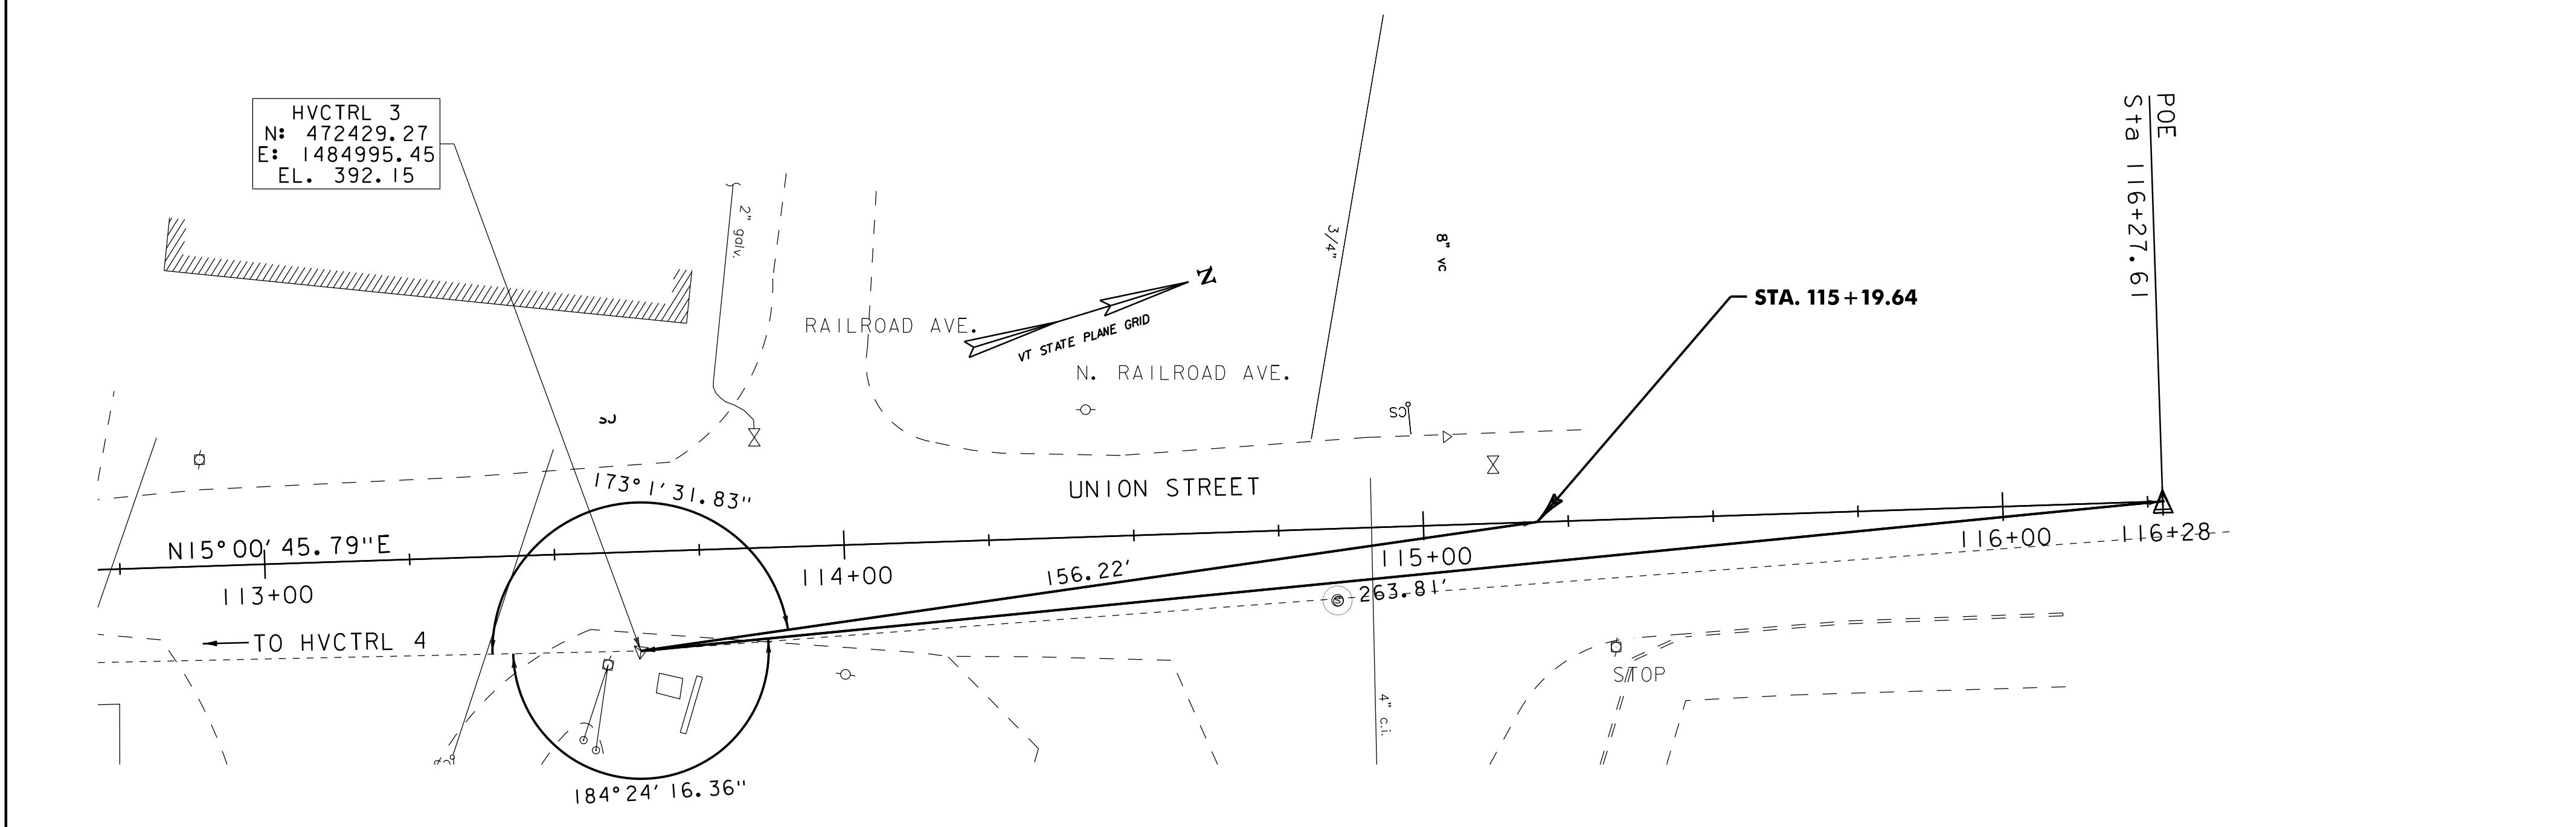 HVCTRL 3
N: 472429.27
E: 1484995.45
EL. 392.15
POE
Sta 116+27.61
2" galv.
3/4"
8" vc
N
VT STATE PLANE GRID
RAILROAD AVE.
N. RAILROAD AVE.
STA. 115+19.64
CS
173°1'31.83"
UNION STREET
N15°00'45.79"E
113+00
114+00
115+00
116+00
116+28
156.22'
263.81'
S
TO HVCTRL 4
STOP
4" c.i.
184°24'16.36"